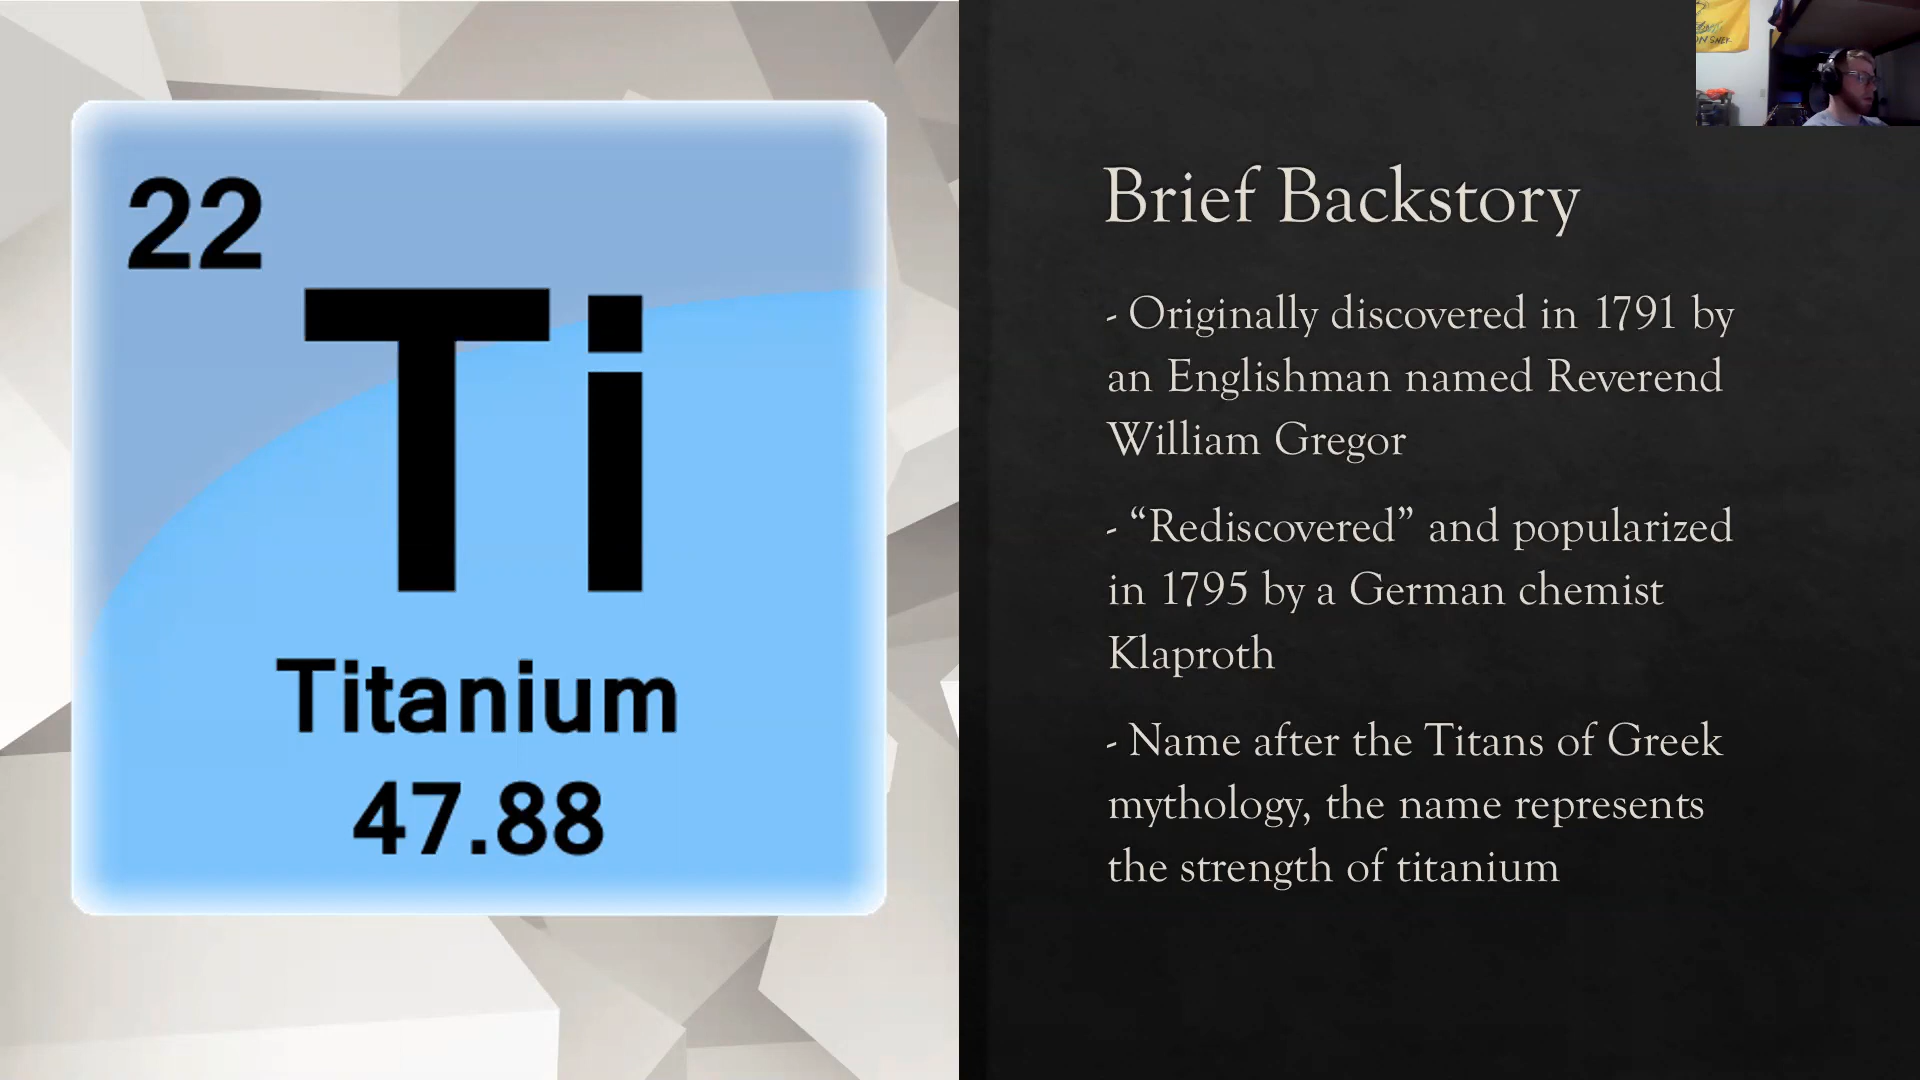 22
Ti
Titanium
47.88
Brief Backstory
- Originally discovered in 1791 by
an Englishman named Reverend
William Gregor
- “Rediscovered” and popularized
in 1795 by a German chemist
Klaproth
- Name after the Titans of Greek
mythology, the name represents
the strength of titanium